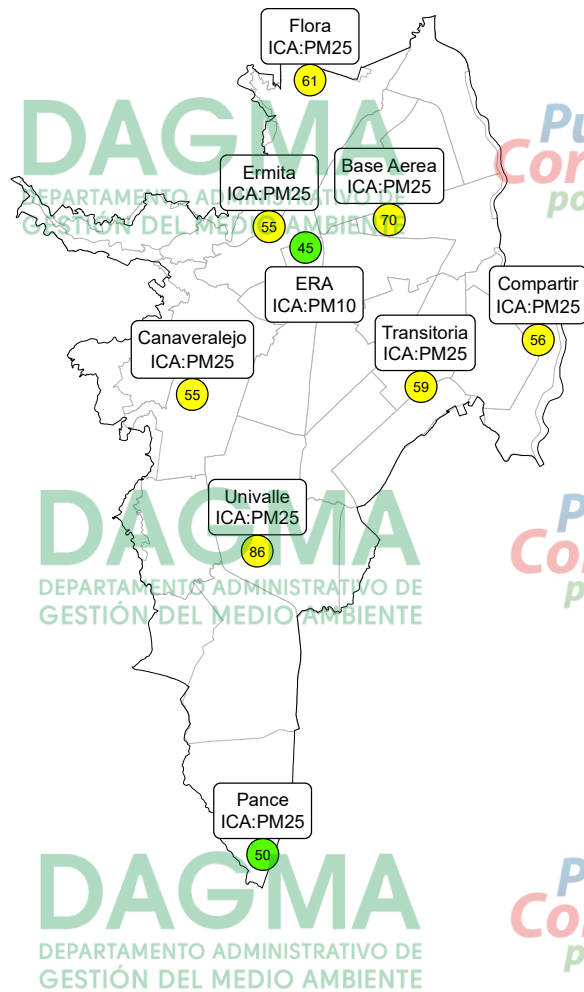 Flora
ICA:PM25
61
DAGMA
DEPARTAMENTO ADMINISTRATIVO DE
GESTIÓN DEL MEDIO AMBIENTE
Ermita
ICA:PM25
55
Base Aerea
ICA:PM25
70
45
ERA
ICA:PM10
Compartir
ICA:PM25
56
Canaveralejo
ICA:PM25
55
Transitoria
ICA:PM25
59
Univalle
ICA:PM25
86
DAGMA
DEPARTAMENTO ADMINISTRATIVO DE
GESTIÓN DEL MEDIO AMBIENTE
Pance
ICA:PM25
50
DAGMA
DEPARTAMENTO ADMINISTRATIVO DE
GESTIÓN DEL MEDIO AMBIENTE